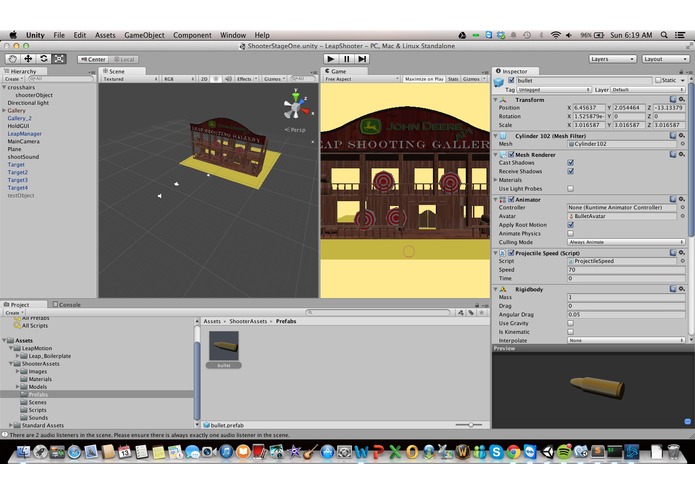 Unity File Edit Assets GameObject Component Window Help 96% Sun 6:19 AM
ShooterStageOne.unity - LeapShooter - PC, Mac & Linux Standalone
Center Local Layers Layout
Hierarchy
Create All
crosshairs
shooterObject
Directional light
Gallery
Gallery_2
HoldGUI
LeapManager
MainCamera
Plane
shootSound
Target
Target2
Target3
Target4
testObject
Scene
Textured RGB 2D Effects Gizmos All
y
Persp
LEAP SHOOTING GALLERY
Game
Free Aspect Maximize on Play Stats Gizmos
JOHN DEERE
LEAP SHOOTING GALLERY
Inspector
bullet Static
Tag Untagged Layer Default
Transform
Position X 6.45637 Y 2.054464 Z -13.13379
Rotation X 1.525879e- Y 0 Z 0
Scale X 3.016587 Y 3.016587 Z 3.016587
Cylinder 102 (Mesh Filter)
Mesh Cylinder102
Mesh Renderer
Cast Shadows
Receive Shadows
Materials
Use Light Probes
Animator
Controller None (Runtime Animator Controller)
Avatar BulletAvatar
Apply Root Motion
Animate Physics
Culling Mode Always Animate
Projectile Speed (Script)
Script ProjectileSpeed
Speed 70
Time 0
Rigidbody
Mass 1
Drag 0
Angular Drag 0.05
Use Gravity
Is Kinematic
Interpolate None
Preview
Project Console
Create
All Prefabs
All Scripts
Assets
LeapMotion
Leap_Boilerplate
ShooterAssets
Images
Materials
Models
Prefabs
Scenes
Scripts
Sounds
Standard Assets
Assets ShooterAssets Prefabs
bullet
bullet.prefab
There are 2 audio listeners in the scene. Please ensure there is always exactly one audio listener in the scene.